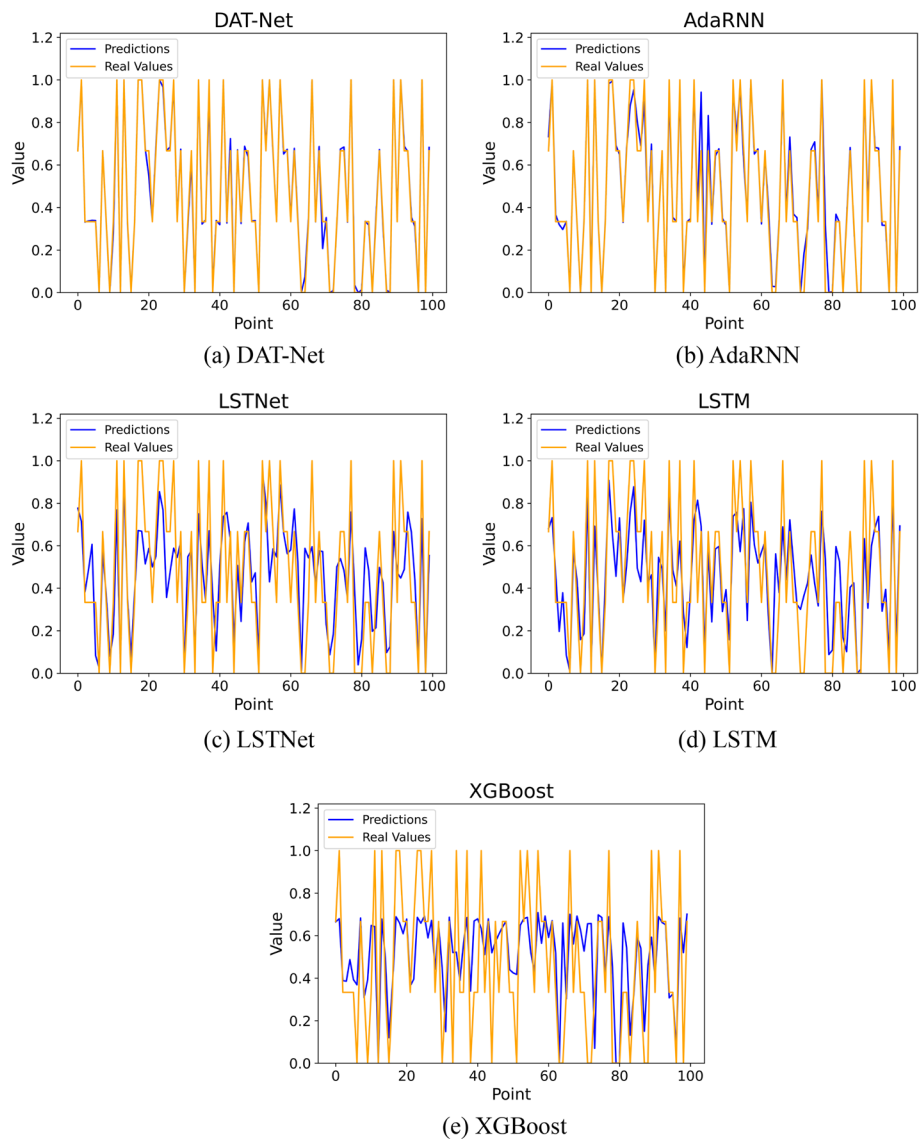 DAT-Net
AdaRNN
1.2
1.0
0.8
0.6
0.4
0.2
0.0
Value
Predictions
Real Values
0 20 40 60 80 100
Point
1.2
1.0
0.8
0.6
0.4
0.2
0.0
Value
Predictions
Real Values
0 20 40 60 80 100
Point
(a) DAT-Net
(b) AdaRNN
LSTNet
LSTM
1.2
1.0
0.8
0.6
0.4
0.2
0.0
Value
Predictions
Real Values
0 20 40 60 80 100
Point
1.2
1.0
0.8
0.6
0.4
0.2
0.0
Value
Predictions
Real Values
0 20 40 60 80 100
Point
(c) LSTNet
(d) LSTM
XGBoost
1.2
1.0
0.8
0.6
0.4
0.2
0.0
Value
Predictions
Real Values
0 20 40 60 80 100
Point
(e) XGBoost